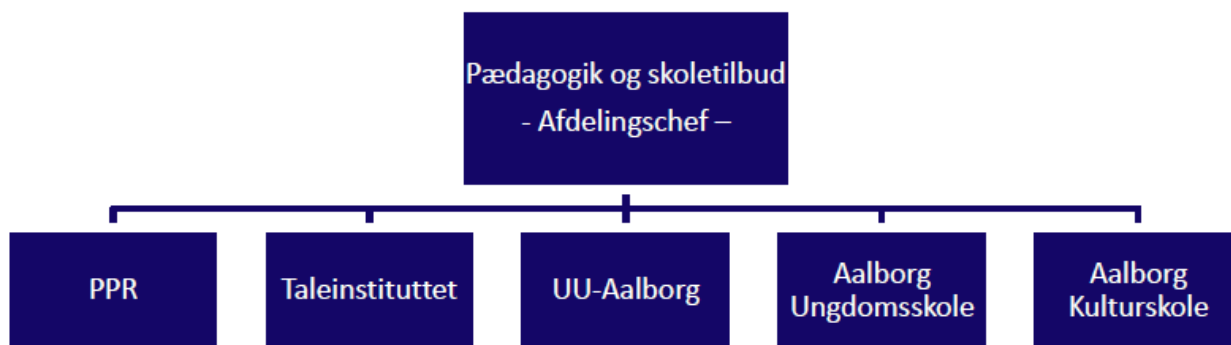 Pædagogik og skoletilbud
- Afdelingschef –
PPR
Taleinstituttet
UU-Aalborg
Aalborg
Ungdomsskole
Aalborg
Kulturskole